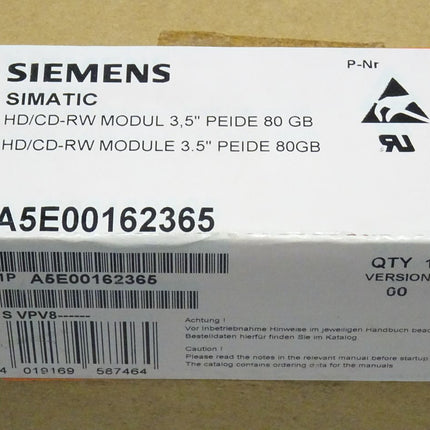 SIEMENS
P-Nr
SIMATIC
HD/CD-RW MODUL 3,5" PEIDE 80 GB
HD/CD-RW MODULE 3.5" PEIDE 80GB
A5E00162365
1P A5E00162365
QTY 1
VERSION
00
S VPV8------
Achtung !
Vor Inbetriebnahme Hinweise im jeweiligen Handbuch
Bestelldaten hierfür finden Sie im Katalog.
Caution !
Please read the notes in the relevant manual before startup
The catalog contains ordering data for the manuals
4 019169 587464